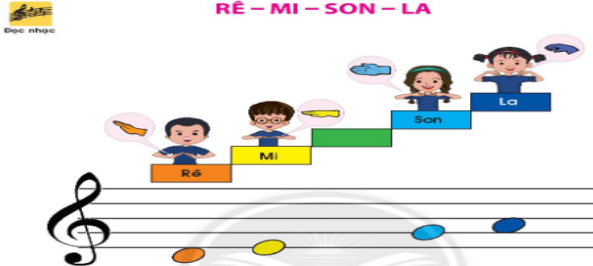 RÊ – MI – SON – LA
Đọc nhạc
La
Son
Mi
Rê